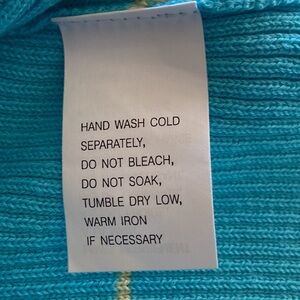 HAND WASH COLD
SEPARATELY,
DO NOT BLEACH,
DO NOT SOAK,
TUMBLE DRY LOW,
WARM IRON
IF NECESSARY